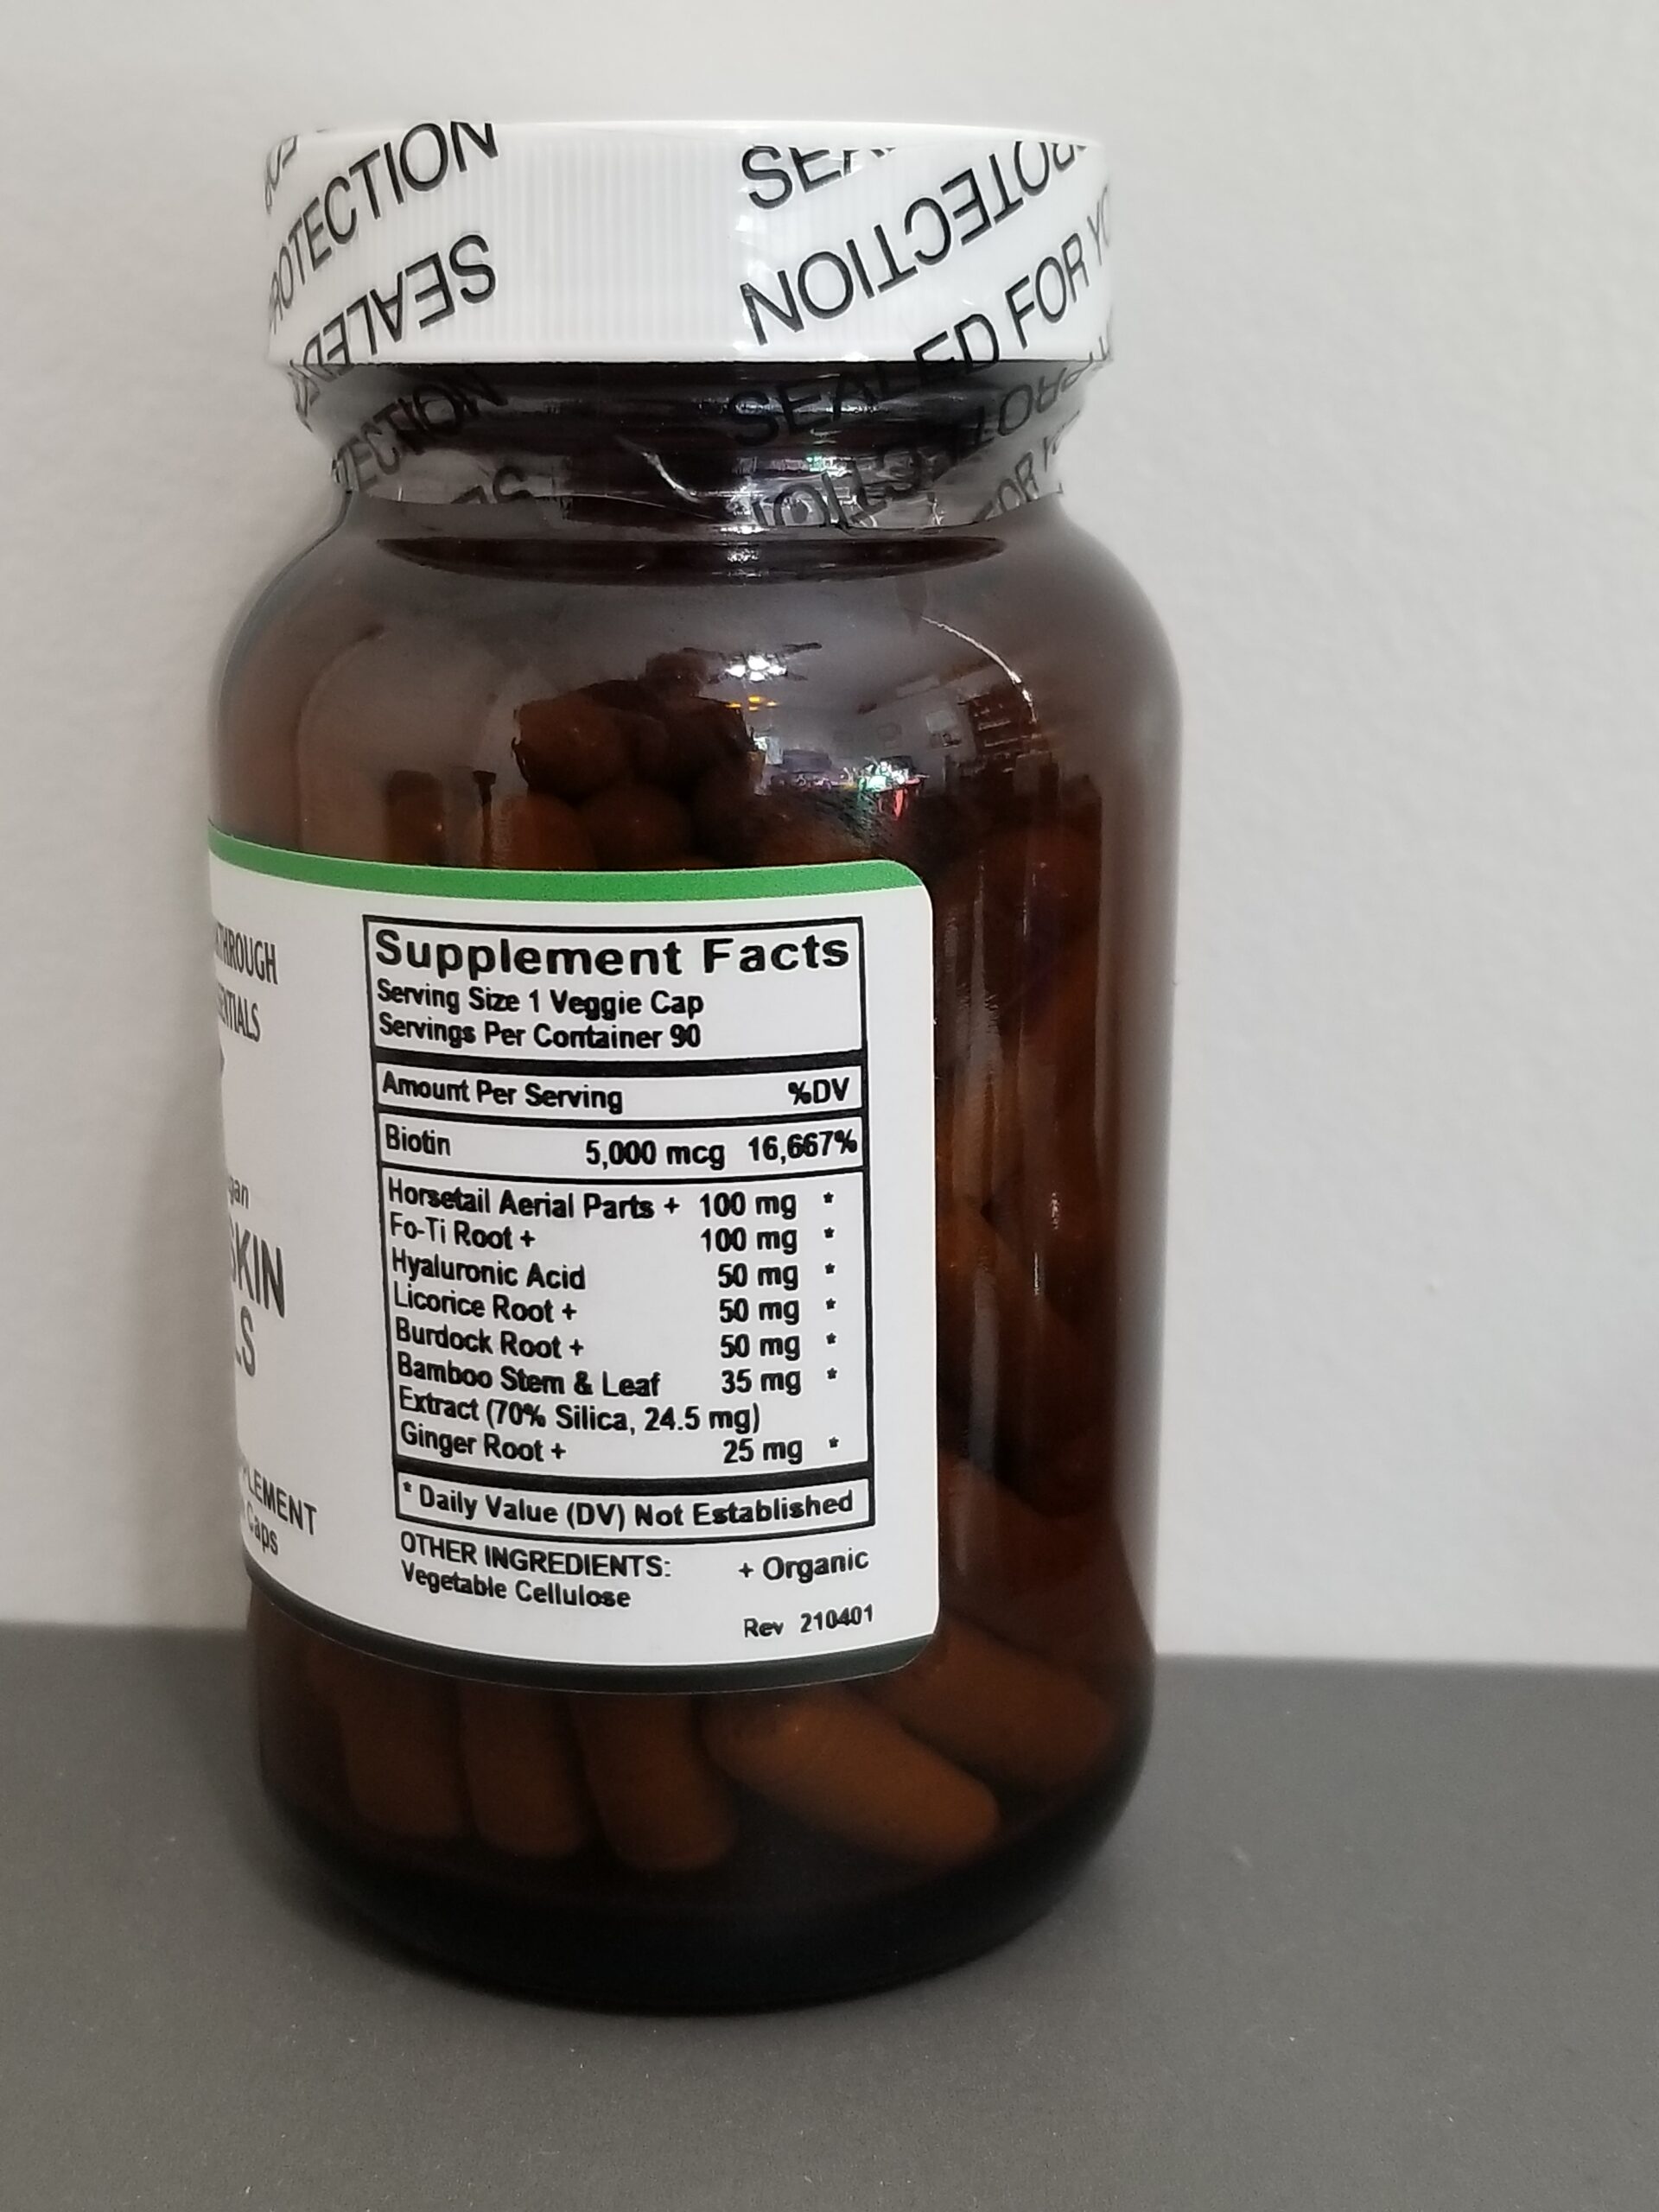 PROTECTION
SEALED
PROTECTION
SEALED FOR
SEALED
PROTECTION
FOR
SKIN
Caps
Supplement Facts
Serving Size 1 Veggie Cap
Servings Per Container 90
Amount Per Serving %DV
Biotin 5,000 mcg 16,667%
Horsetail Aerial Parts + 100 mg *
Fo-Ti Root + 100 mg *
Hyaluronic Acid 50 mg *
Licorice Root + 50 mg *
Burdock Root + 50 mg *
Bamboo Stem & Leaf 35 mg *
Extract (70% Silica, 24.5 mg)
Ginger Root + 25 mg *
* Daily Value (DV) Not Established
OTHER INGREDIENTS: + Organic
Vegetable Cellulose
Rev 210401